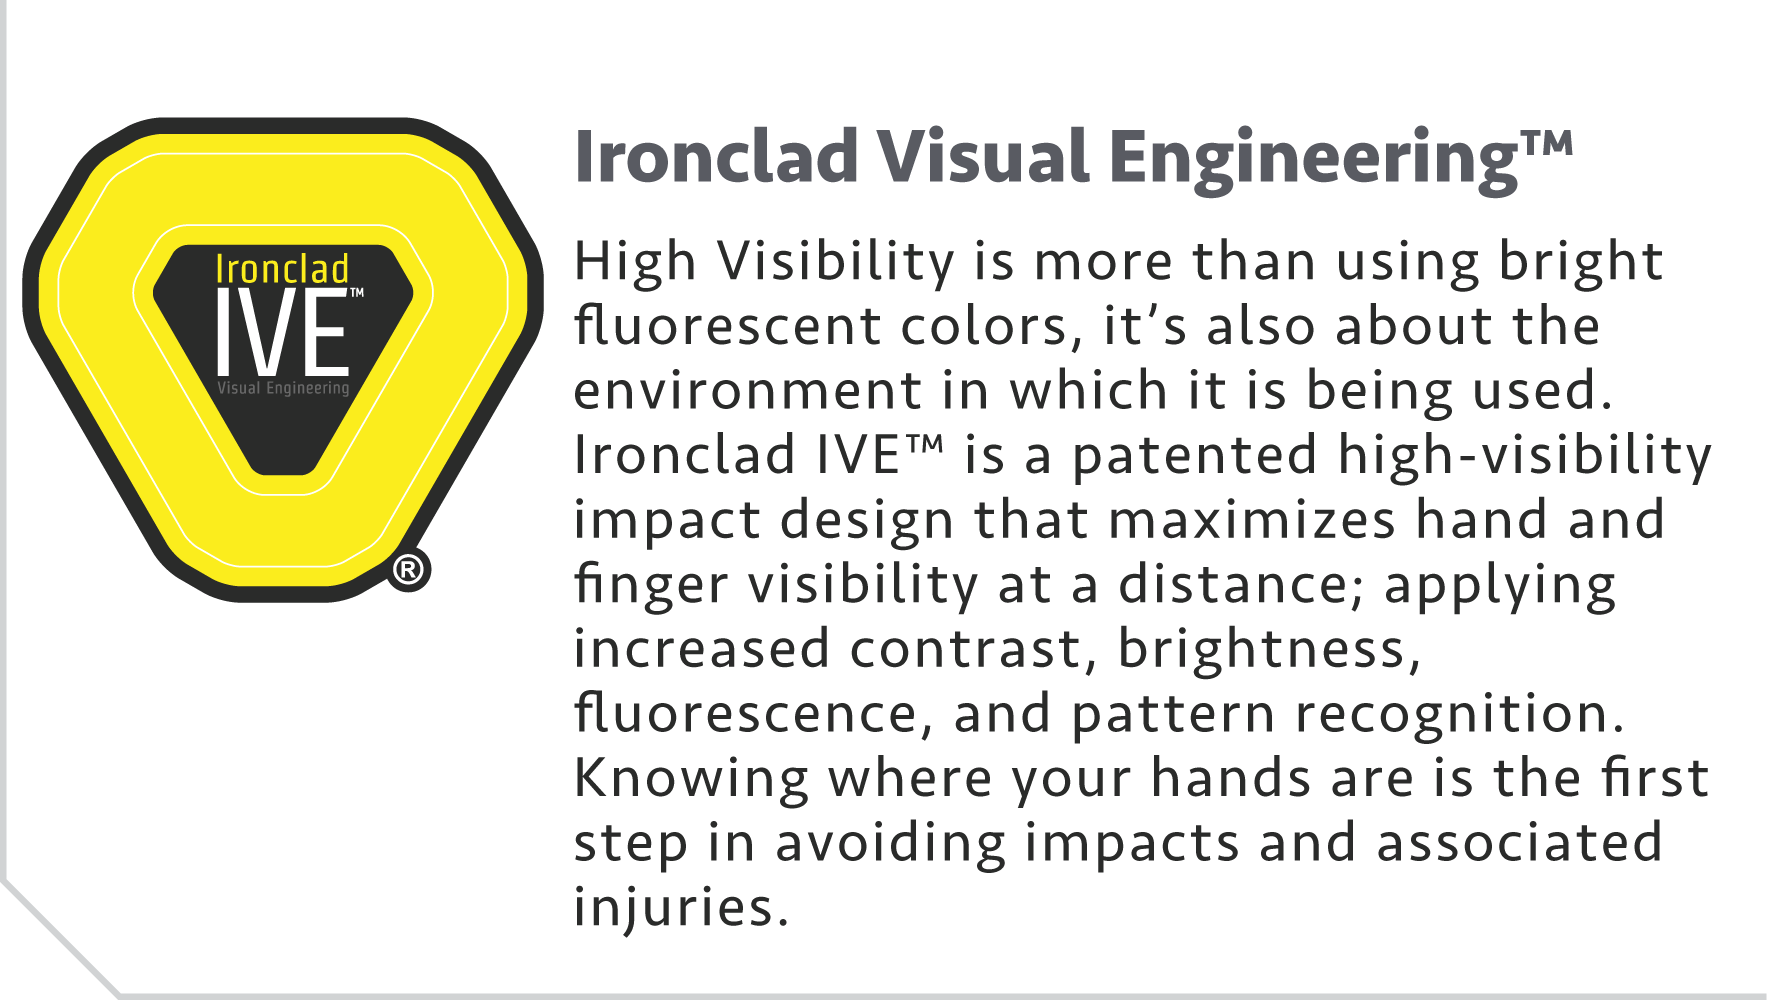 Ironclad
IVE™
Visual Engineering
®
Ironclad Visual Engineering™
High Visibility is more than using bright
fluorescent colors, it’s also about the
environment in which it is being used.
Ironclad IVE™ is a patented high-visibility
impact design that maximizes hand and
finger visibility at a distance; applying
increased contrast, brightness,
fluorescence, and pattern recognition.
Knowing where your hands are is the first
step in avoiding impacts and associated
injuries.